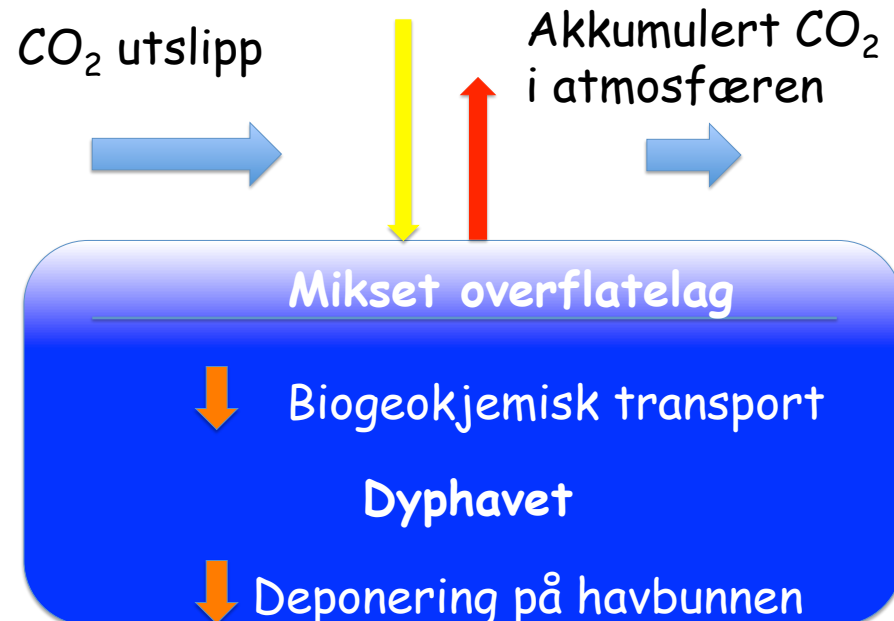 CO₂ utslipp
Akkumulert CO₂
i atmosfæren
Mikset overflatelag
Biogeokjemisk transport
Dyphavet
Deponering på havbunnen